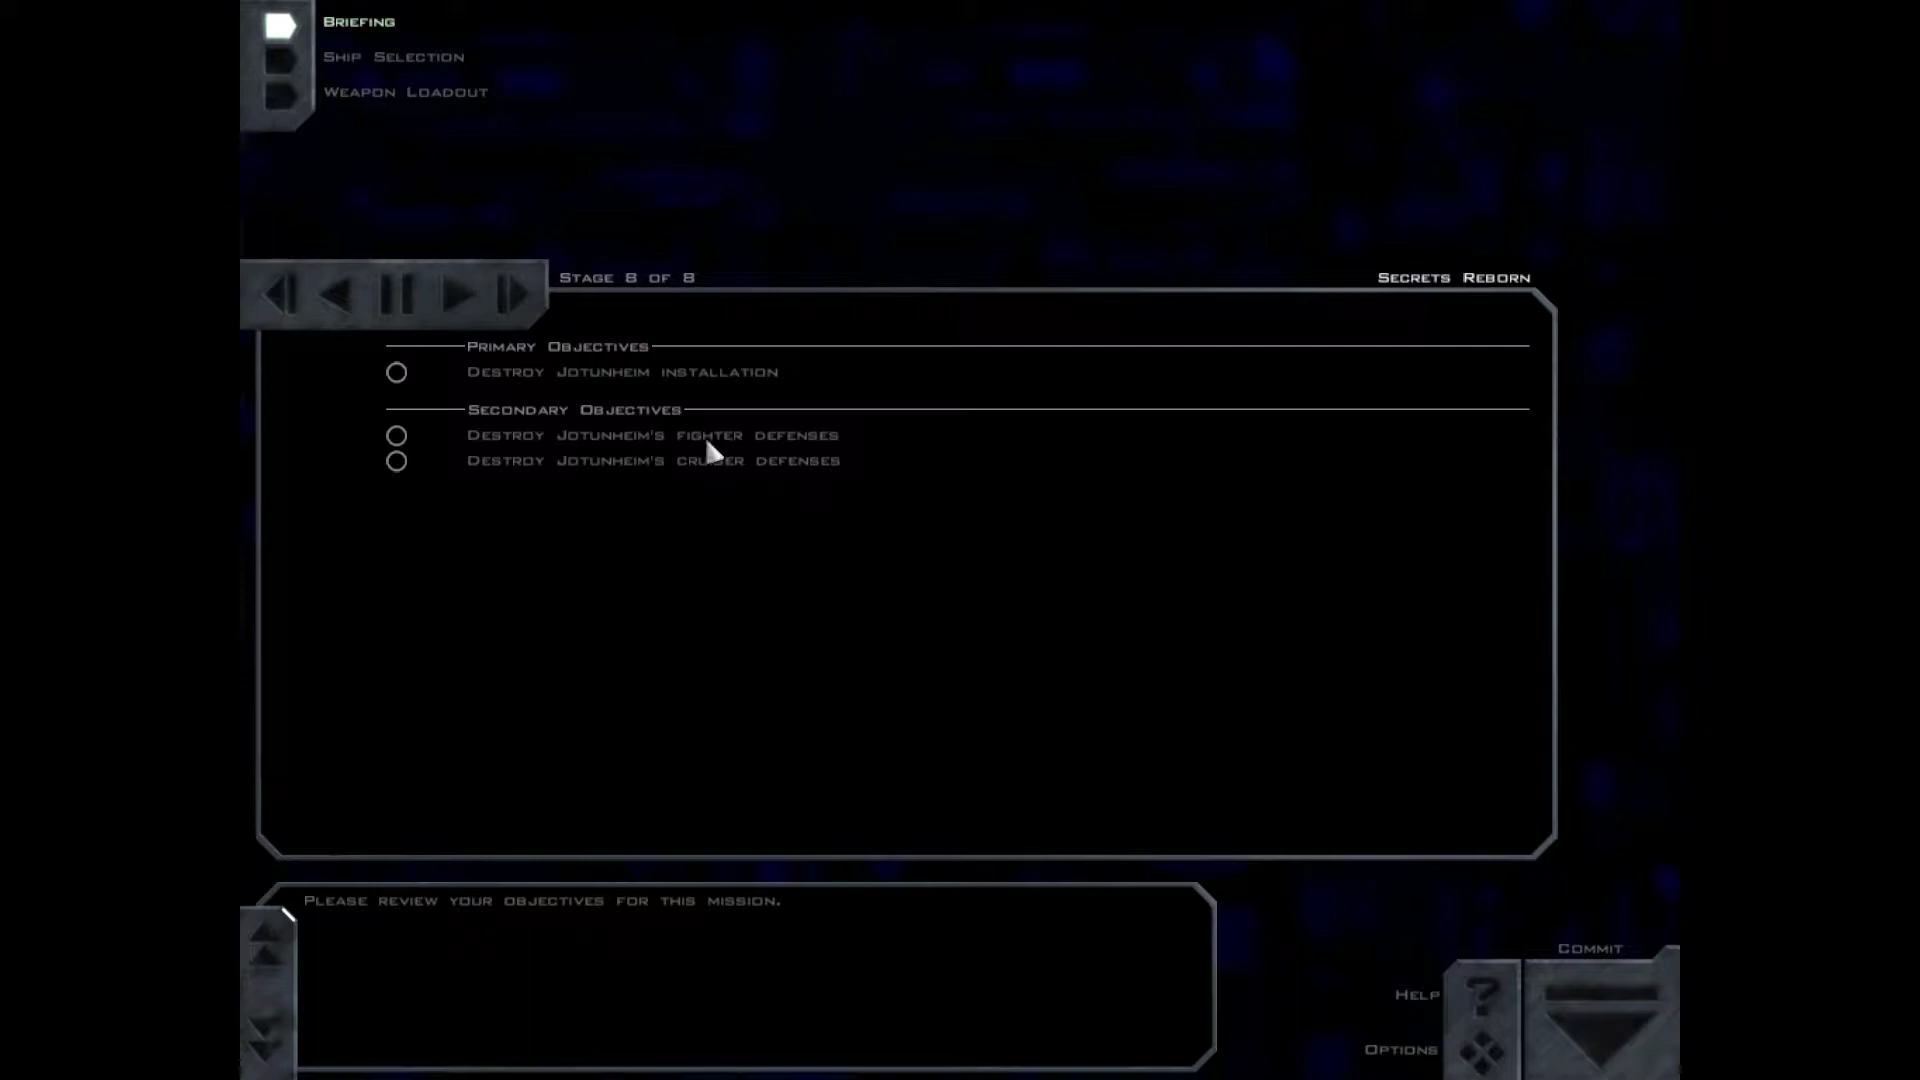 Briefing
Ship Selection
Weapon Loadout
Stage 8 of 8
Secrets Reborn
Primary Objectives
Destroy Jotunheim installation
Secondary Objectives
Destroy Jotunheim's fighter defenses
Destroy Jotunheim's cruiser defenses
Please review your objectives for this mission.
Commit
Help
?
Options